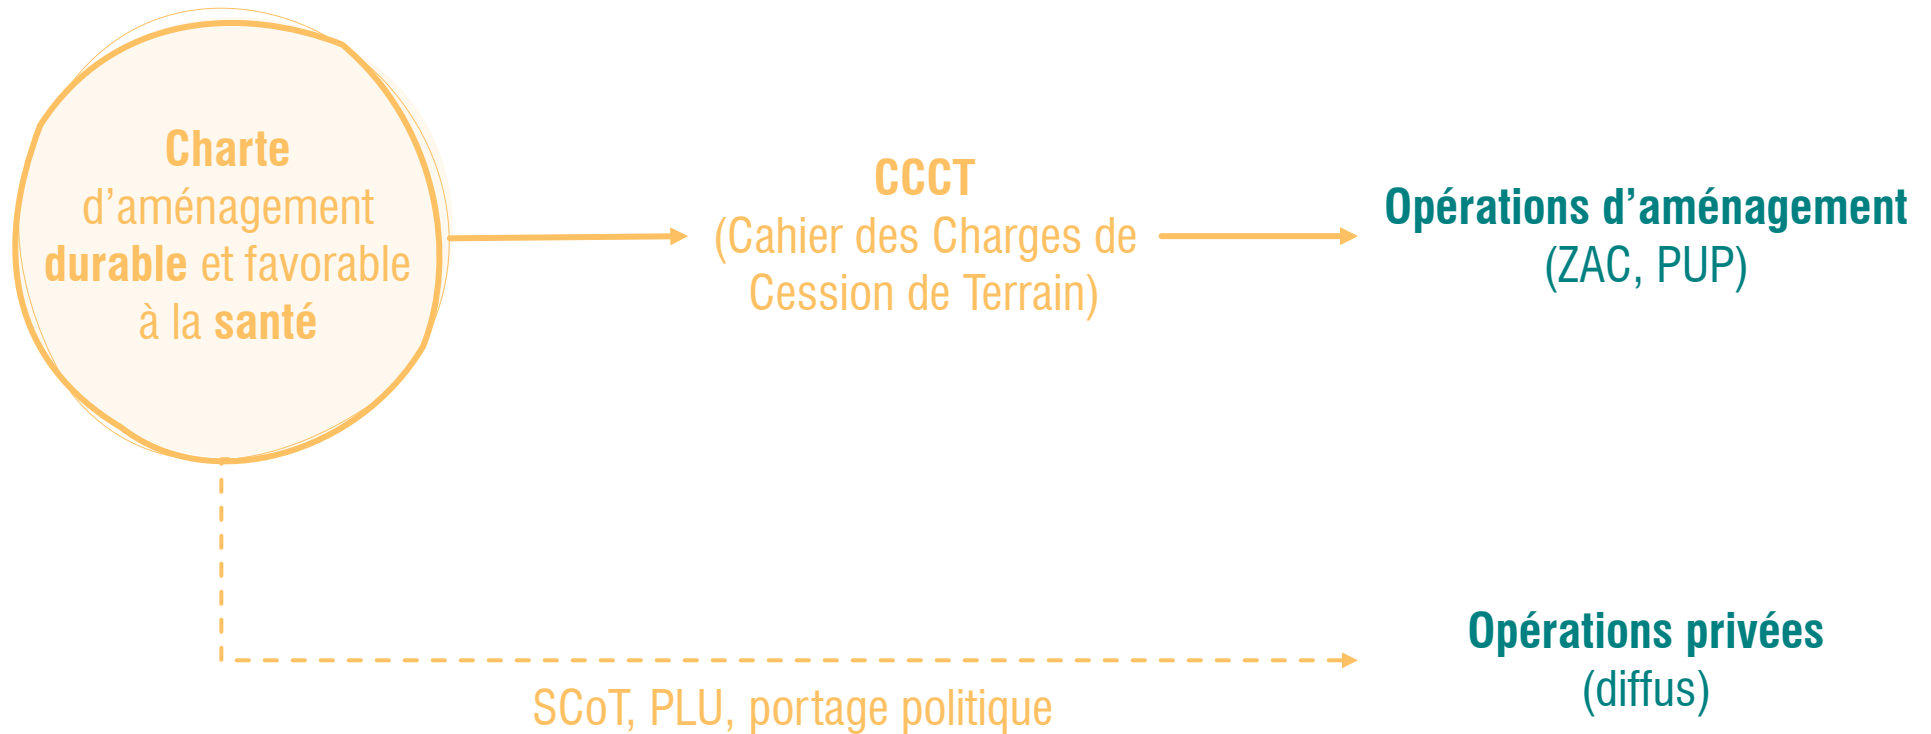 Charte
d’aménagement
durable et favorable
à la santé
CCCT
(Cahier des Charges de
Cession de Terrain)
Opérations d’aménagement
(ZAC, PUP)
Opérations privées
(diffus)
SCoT, PLU, portage politique